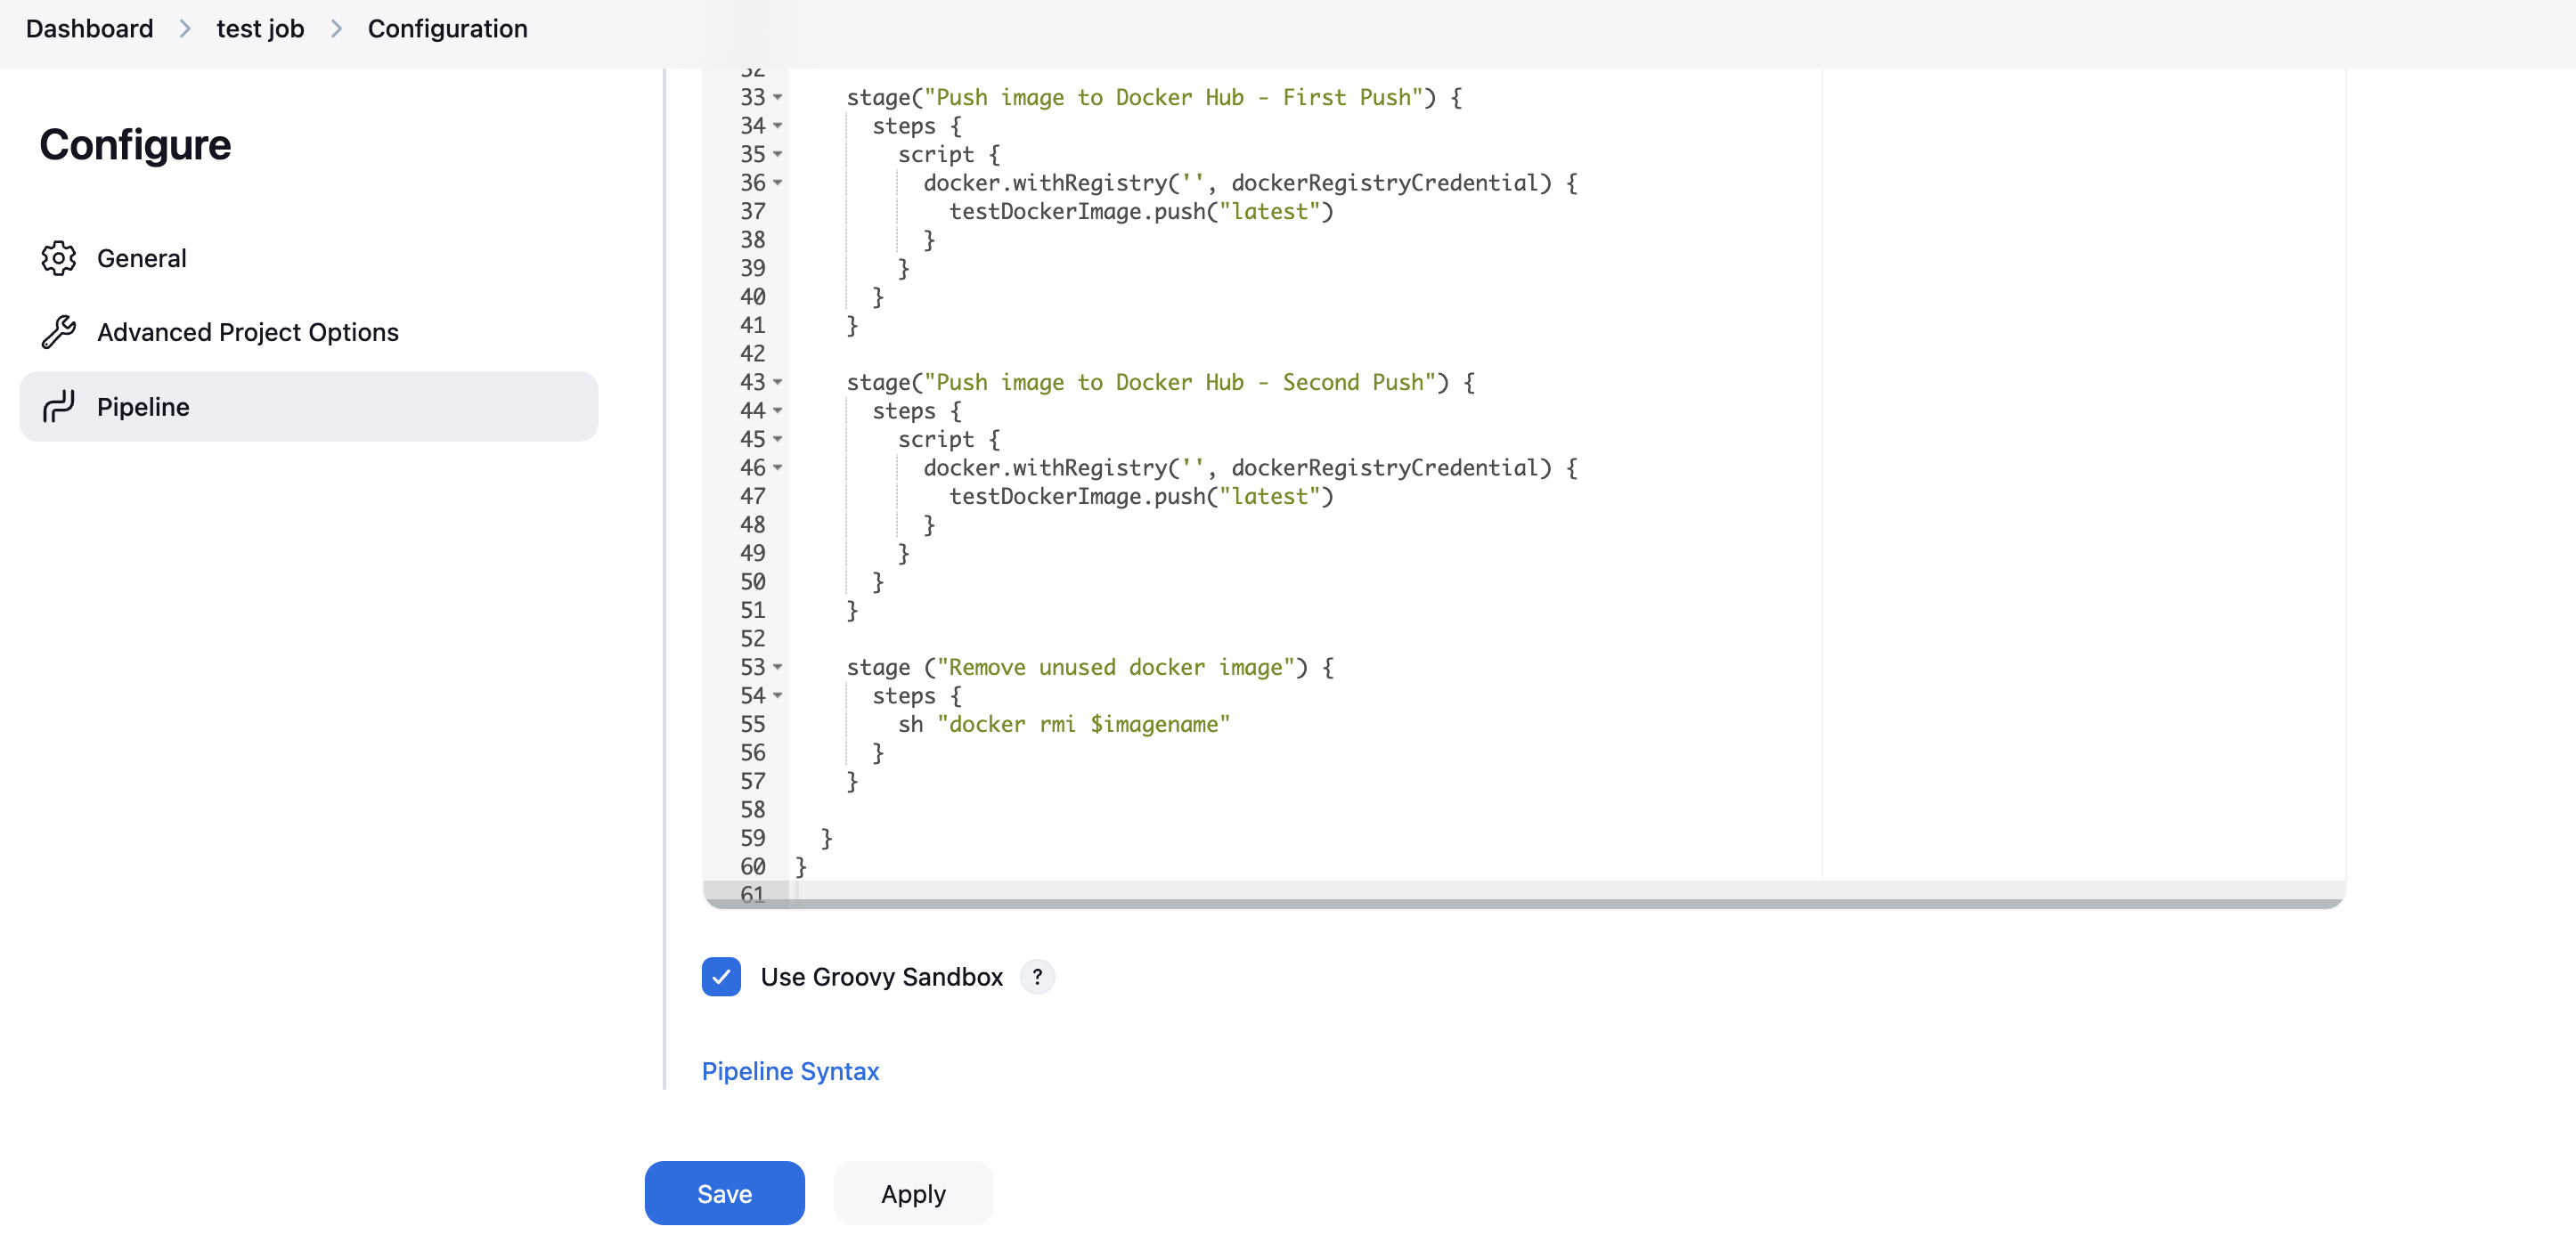 Dashboard > test job > Configuration
Configure
General
Advanced Project Options
Pipeline
32
33 stage("Push image to Docker Hub - First Push") {
34 steps {
35 script {
36 docker.withRegistry('', dockerRegistryCredential) {
37 testDockerImage.push("latest")
38 }
39 }
40 }
41 }
42
43 stage("Push image to Docker Hub - Second Push") {
44 steps {
45 script {
46 docker.withRegistry('', dockerRegistryCredential) {
47 testDockerImage.push("latest")
48 }
49 }
50 }
51 }
52
53 stage ("Remove unused docker image") {
54 steps {
55 sh "docker rmi $imagename"
56 }
57 }
58
59 }
60 }
61
Use Groovy Sandbox ?
Pipeline Syntax
Save Apply